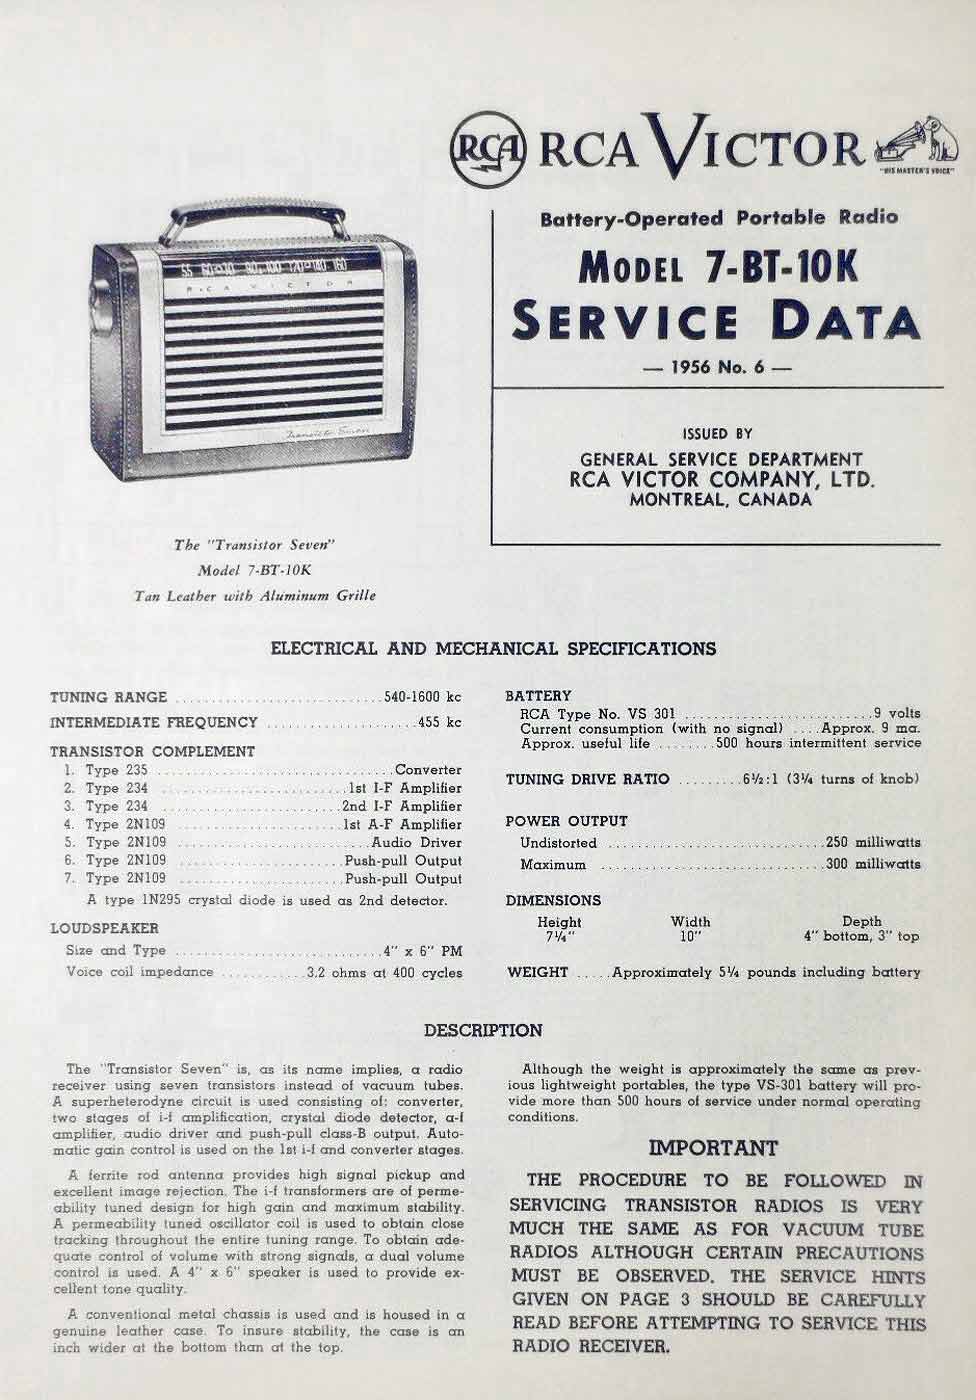 RCA RCA VICTOR
"HIS MASTER'S VOICE"
Battery-Operated Portable Radio
MODEL 7-BT-10K
SERVICE DATA
— 1956 No. 6 —
ISSUED BY
GENERAL SERVICE DEPARTMENT
RCA VICTOR COMPANY, LTD.
MONTREAL, CANADA
55 60 70 80 100 120 140 160
RCA VICTOR
Transistor Seven
The "Transistor Seven"
Model 7-BT-10K
Tan Leather with Aluminum Grille
ELECTRICAL AND MECHANICAL SPECIFICATIONS
TUNING RANGE ..............................540-1600 kc
INTERMEDIATE FREQUENCY ..................455 kc
TRANSISTOR COMPLEMENT
1. Type 235 ..................................Converter
2. Type 234 ..........................1st I-F Amplifier
3. Type 234 .........................2nd I-F Amplifier
4. Type 2N109 .........................1st A-F Amplifier
5. Type 2N109 ............................Audio Driver
6. Type 2N109 ........................Push-pull Output
7. Type 2N109 ........................Push-pull Output
A type 1N295 crystal diode is used as 2nd detector.
LOUDSPEAKER
Size and Type ..............................4" x 6" PM
Voice coil impedance ............3.2 ohms at 400 cycles
BATTERY
RCA Type No. VS 301 ...........................9 volts
Current consumption (with no signal) ....Approx. 9 ma.
Approx. useful life ........500 hours intermittent service
TUNING DRIVE RATIO .........6½:1 (3¼ turns of knob)
POWER OUTPUT
Undistorted ...............................250 milliwatts
Maximum ................................300 milliwatts
DIMENSIONS
Height Width Depth
7¼" 10" 4" bottom, 3" top
WEIGHT .....Approximately 5¼ pounds including battery
DESCRIPTION
The "Transistor Seven" is, as its name implies, a radio
receiver using seven transistors instead of vacuum tubes.
A superheterodyne circuit is used consisting of: converter,
two stages of i-f amplification, crystal diode detector, a-f
amplifier, audio driver and push-pull class-B output. Auto-
matic gain control is used on the 1st i-f and converter stages.
A ferrite rod antenna provides high signal pickup and
excellent image rejection. The i-f transformers are of perme-
ability tuned design for high gain and maximum stability.
A permeability tuned oscillator coil is used to obtain close
tracking throughout the entire tuning range. To obtain ade-
quate control of volume with strong signals, a dual volume
control is used. A 4" x 6" speaker is used to provide ex-
cellent tone quality.
A conventional metal chassis is used and is housed in a
genuine leather case. To insure stability, the case is an
inch wider at the bottom than at the top.
Although the weight is approximately the same as prev-
ious lightweight portables, the type VS-301 battery will pro-
vide more than 500 hours of service under normal operating
conditions.
IMPORTANT
THE PROCEDURE TO BE FOLLOWED IN
SERVICING TRANSISTOR RADIOS IS VERY
MUCH THE SAME AS FOR VACUUM TUBE
RADIOS ALTHOUGH CERTAIN PRECAUTIONS
MUST BE OBSERVED. THE SERVICE HINTS
GIVEN ON PAGE 3 SHOULD BE CAREFULLY
READ BEFORE ATTEMPTING TO SERVICE THIS
RADIO RECEIVER.